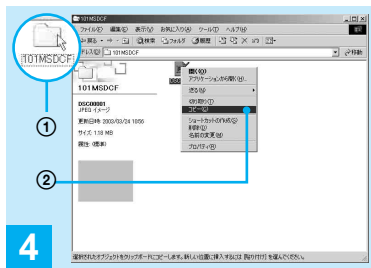 101MSDCF
ファイル(F) 編集(E) 表示(V) お気に入り(A) ツール(T) ヘルプ(H)
戻る 検索 フォルダ 履歴
アドレス(D) 101MSDCF 移動
101MSDCF
①
101MSDCF
DSC00001
JPEG イメージ
更新日時: 2003/03/24 1056
サイズ: 1.18 MB
属性: (標準)
開く(O)
アプリケーションから開く(H)...
送る(N)
切り取り(T)
コピー(C)
ショートカットの作成(S)
削除(D)
名前の変更(M)
プロパティ(R)
②
4
選択されたオブジェクトをクリップボードにコピーします。新しい位置に挿入するには [貼り付け] を選んでください。